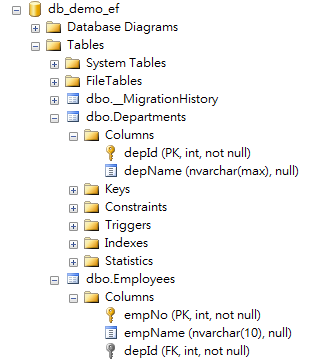 db_demo_ef
Database Diagrams
Tables
System Tables
FileTables
dbo.__MigrationHistory
dbo.Departments
Columns
depId (PK, int, not null)
depName (nvarchar(max), null)
Keys
Constraints
Triggers
Indexes
Statistics
dbo.Employees
Columns
empNo (PK, int, not null)
empName (nvarchar(10), null)
depId (FK, int, not null)